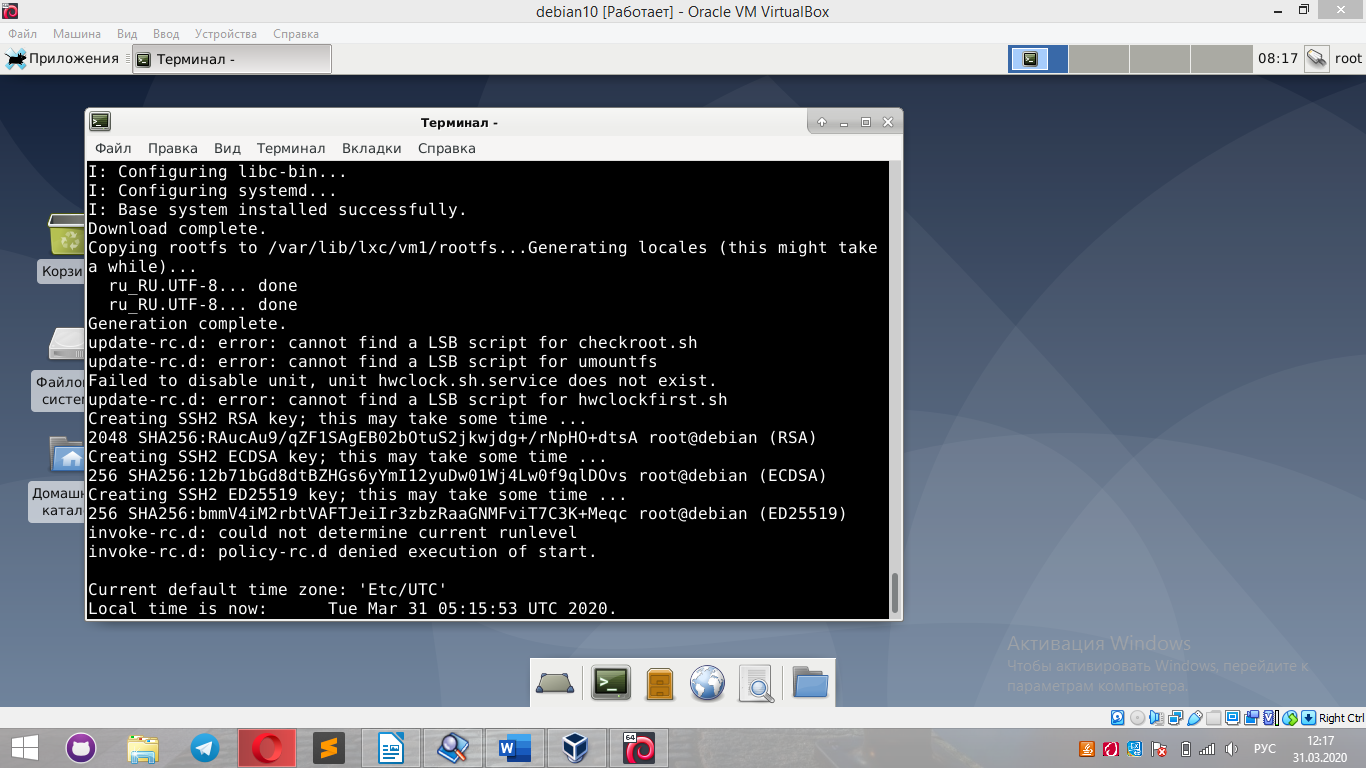 debian10 [Работает] - Oracle VM VirtualBox
Файл Машина Вид Ввод Устройства Справка
Приложения Терминал - 08:17 root
Терминал -
Файл Правка Вид Терминал Вкладки Справка
I: Configuring libc-bin...
I: Configuring systemd...
I: Base system installed successfully.
Download complete.
Copying rootfs to /var/lib/lxc/vm1/rootfs...Generating locales (this might take
a while)...
ru_RU.UTF-8... done
ru_RU.UTF-8... done
Generation complete.
update-rc.d: error: cannot find a LSB script for checkroot.sh
update-rc.d: error: cannot find a LSB script for umountfs
Failed to disable unit, unit hwclock.sh.service does not exist.
update-rc.d: error: cannot find a LSB script for hwclockfirst.sh
Creating SSH2 RSA key; this may take some time ...
2048 SHA256:RAucAu9/qZF1SAgEB02bOtuS2jkwjdg+/rNpHO+dtsA root@debian (RSA)
Creating SSH2 ECDSA key; this may take some time ...
256 SHA256:12b71bGd8dtBZHGs6yYmI12yuDw01Wj4Lw0f9qlDOvs root@debian (ECDSA)
Creating SSH2 ED25519 key; this may take some time ...
256 SHA256:bmmV4iM2rbtVAFTJeiIr3zbzRaaGNMFviT7C3K+Meqc root@debian (ED25519)
invoke-rc.d: could not determine current runlevel
invoke-rc.d: policy-rc.d denied execution of start.
Current default time zone: 'Etc/UTC'
Local time is now: Tue Mar 31 05:15:53 UTC 2020.
Корзи
Файло
систе
Домаш
катал
Активация Windows
Чтобы активировать Windows, перейдите к
параметрам компьютера.
Right Ctrl
64
РУС
12:17
31.03.2020